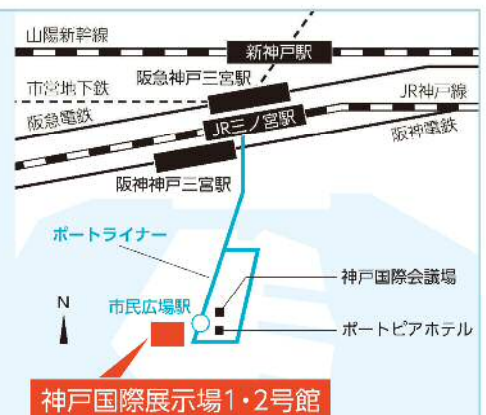 山陽新幹線
新神戸駅
阪急神戸三宮駅
市営地下鉄
JR神戸線
阪急電鉄
JR三ノ宮駅
阪神電鉄
阪神神戸三宮駅
ポートライナー
神戸国際会議場
N
市民広場駅
ポートピアホテル
神戸国際展示場1・2号館